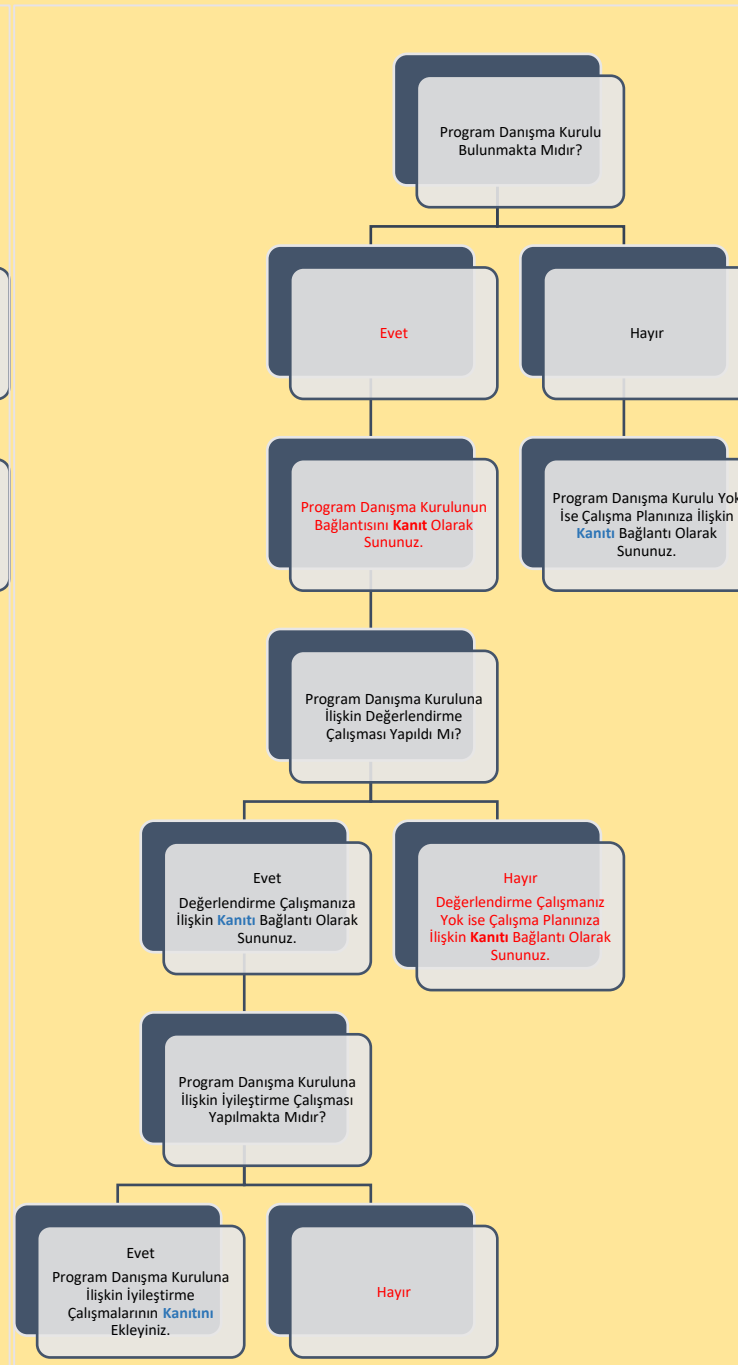 Program Danışma Kurulu
Bulunmakta Mıdır?
Evet
Hayır
Program Danışma Kurulunun
Bağlantısını Kanıt Olarak
Sununuz.
Program Danışma Kurulu Yok
İse Çalışma Planınıza İlişkin
Kanıtı Bağlantı Olarak
Sununuz.
Program Danışma Kuruluna
İlişkin Değerlendirme
Çalışması Yapıldı Mı?
Evet
Değerlendirme Çalışmanıza
İlişkin Kanıtı Bağlantı Olarak
Sununuz.
Hayır
Değerlendirme Çalışmanız
Yok ise Çalışma Planınıza
İlişkin Kanıtı Bağlantı Olarak
Sununuz.
Program Danışma Kuruluna
İlişkin İyileştirme Çalışması
Yapılmakta Mıdır?
Evet
Program Danışma Kuruluna
İlişkin İyileştirme
Çalışmalarının Kanıtını
Ekleyiniz.
Hayır